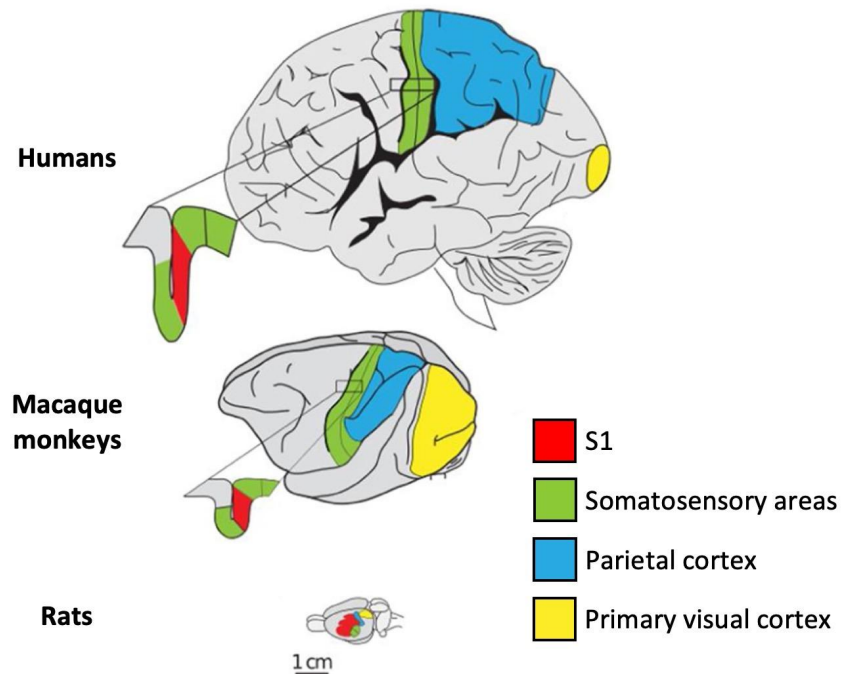 Humans
Macaque
monkeys
S1
Somatosensory areas
Parietal cortex
Rats
Primary visual cortex
1 cm